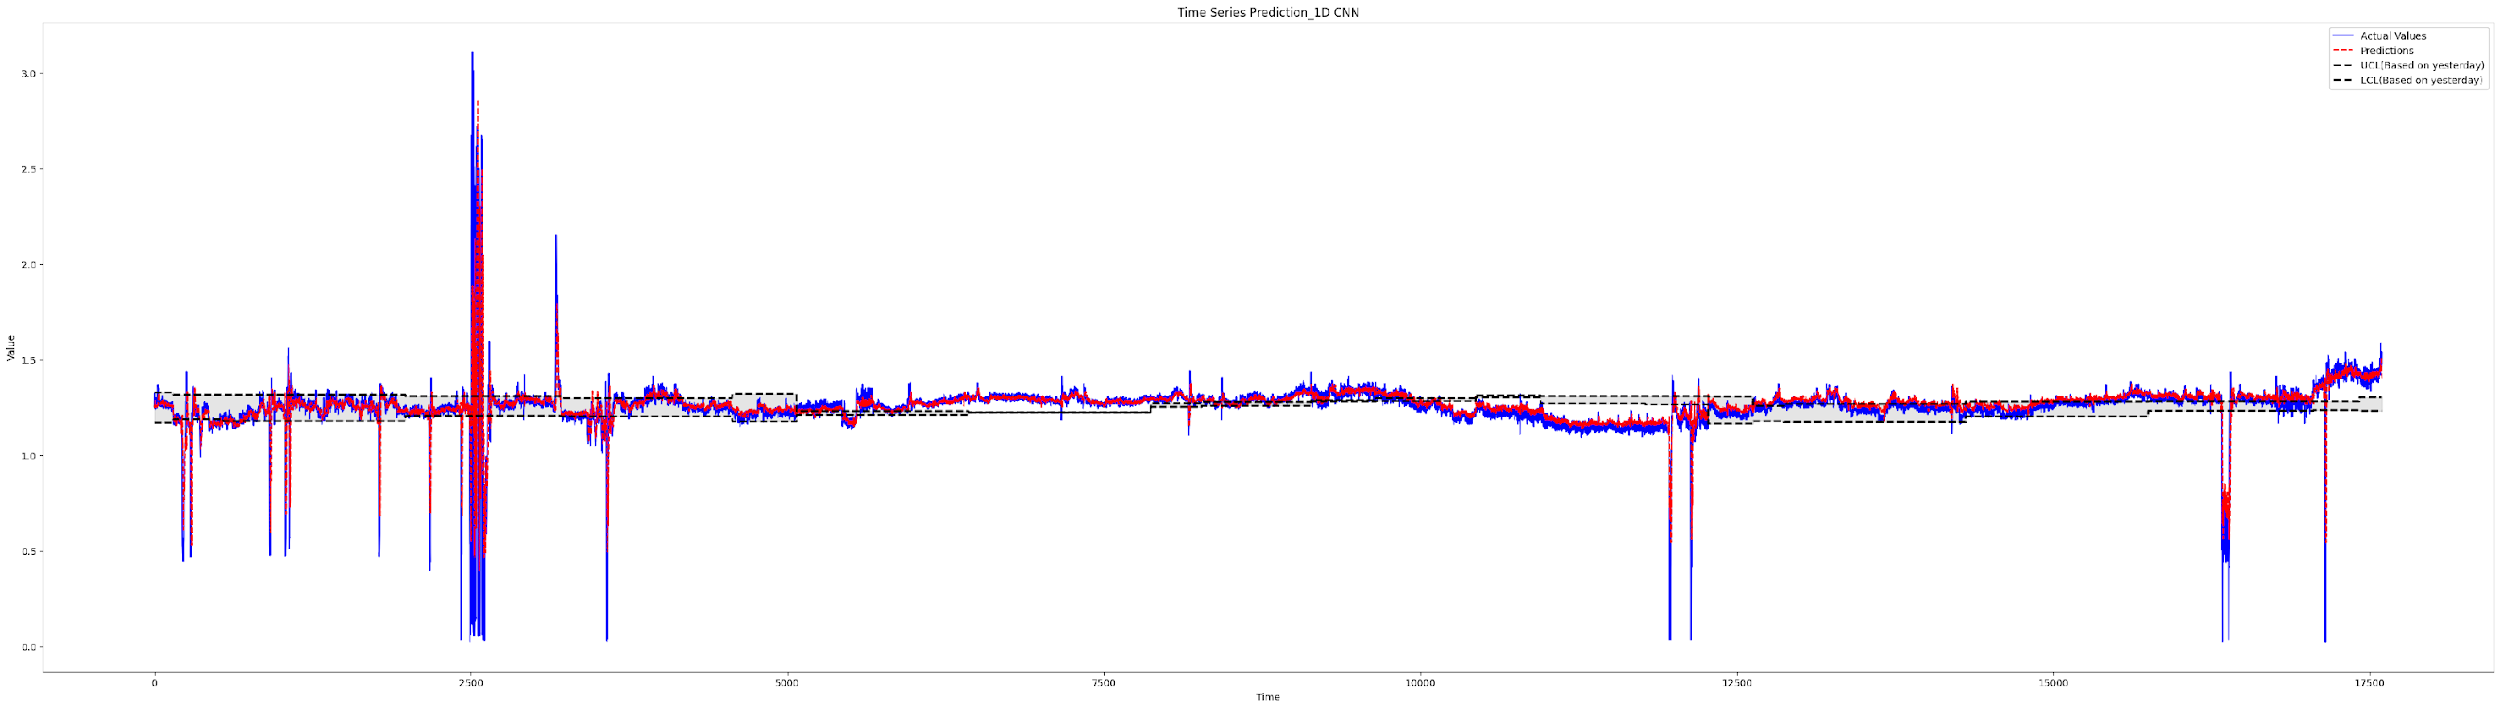 Time Series Prediction_1D CNN
Actual Values
Predictions
UCL(Based on yesterday)
LCL(Based on yesterday)
Value
3.0
2.5
2.0
1.5
1.0
0.5
0.0
0 2500 5000 7500 10000 12500 15000 17500
Time